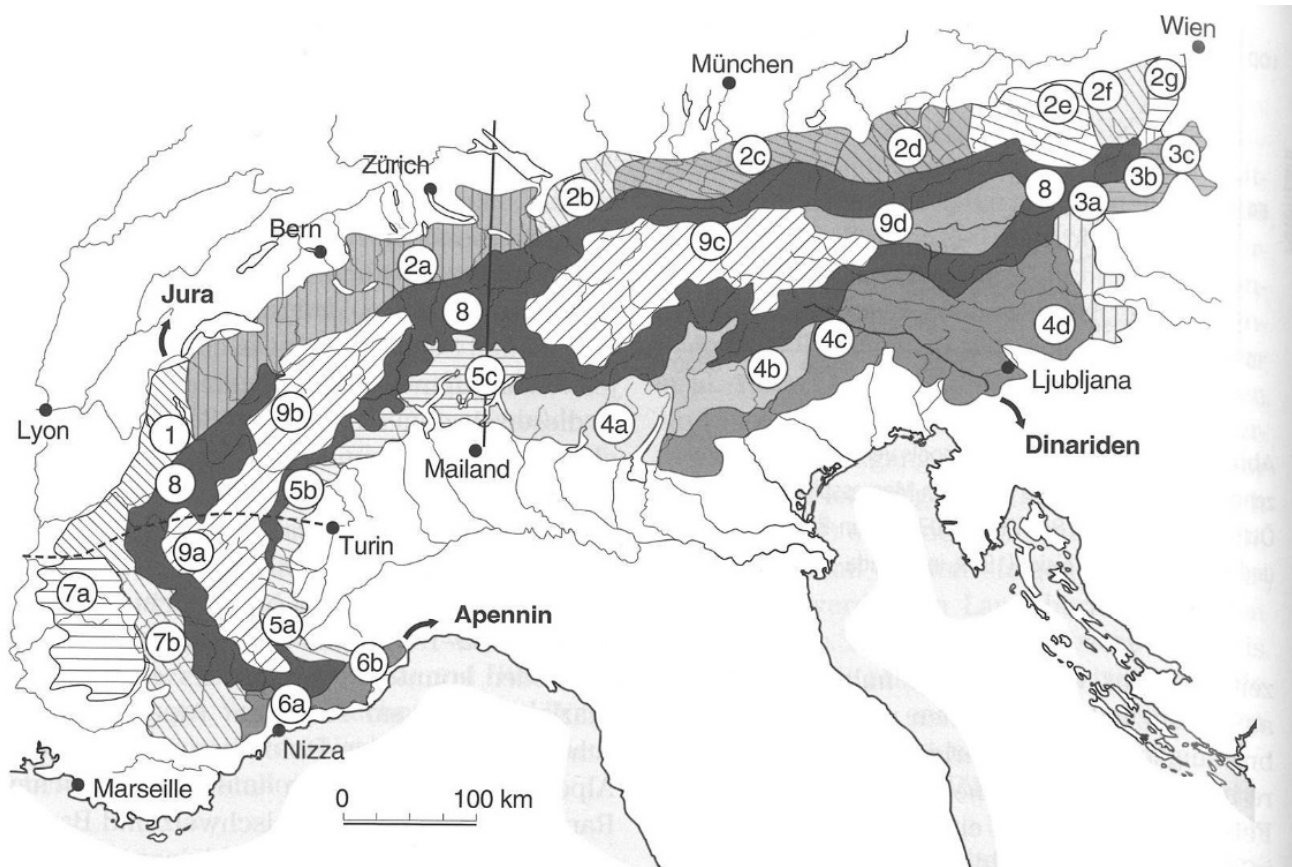 Wien
München
2g
2f
2e
2d
2c
3c
Zürich
3b
2b
8
3a
Bern
9d
9c
2a
Jura
8
4d
4c
5c
4b
Ljubljana
9b
Lyon
1
4a
Mailand
Dinariden
8
5b
Turin
9a
7a
Apennin
5a
7b
6b
6a
Nizza
Marseille
0 100 km